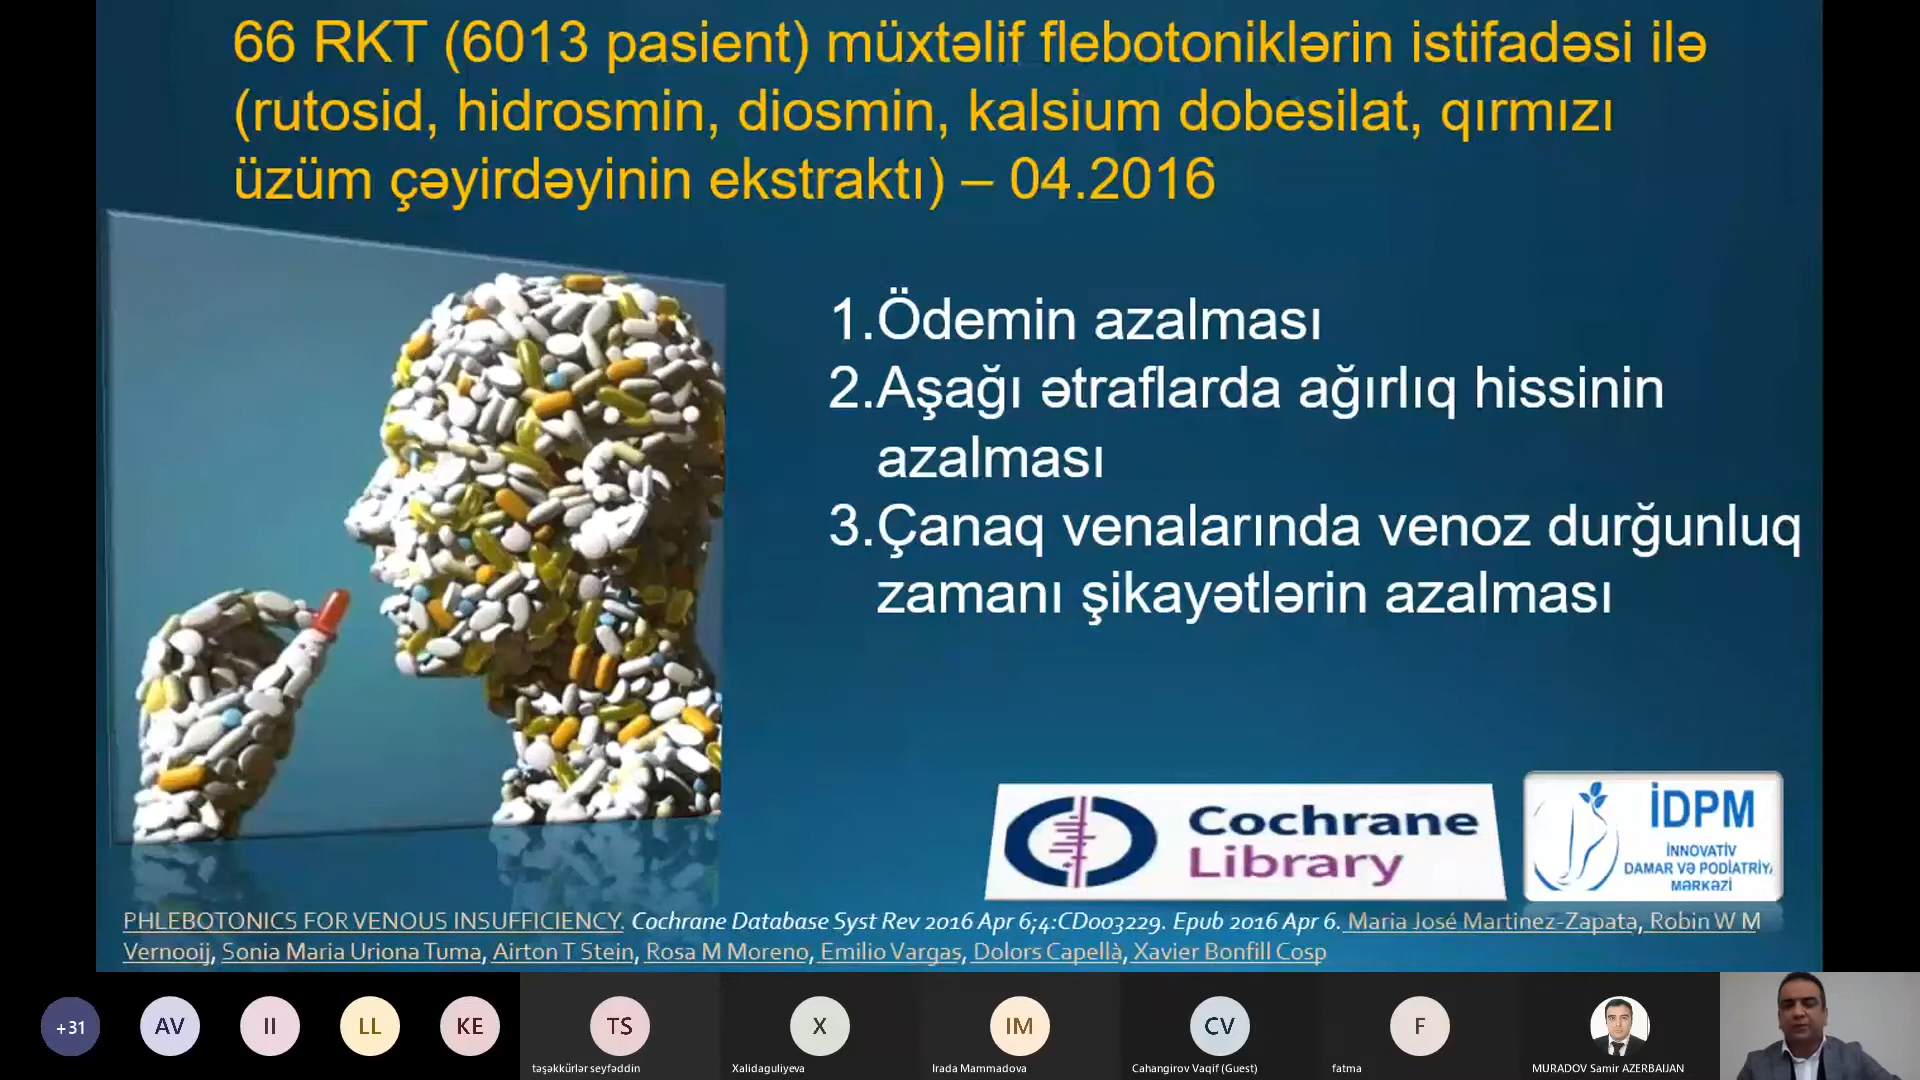 66 RKT (6013 pasient) müxtəlif flebotoniklərin istifadəsi ilə
(rutosid, hidrosmin, diosmin, kalsium dobesilat, qırmızı
üzüm çəyirdəyinin ekstraktı) – 04.2016
1.Ödemin azalması
2.Aşağı ətraflarda ağırlıq hissinin
azalması
3.Çanaq venalarında venoz durğunluq
zamanı şikayətlərin azalması
Cochrane
Library
İDPM
İNNOVATİV
DAMAR VƏ PODİATRİYA
MƏRKƏZİ
PHLEBOTONICS FOR VENOUS INSUFFICIENCY. Cochrane Database Syst Rev 2016 Apr 6;4:CD003229. Epub 2016 Apr 6. Maria José Martinez-Zapata, Robin W M
Vernooij, Sonia Maria Uriona Tuma, Airton T Stein, Rosa M Moreno, Emilio Vargas, Dolors Capellà, Xavier Bonfill Cosp
+31
AV
II
LL
KE
TS
X
IM
CV
F
təşəkkürlər seyfəddin
Xalidaguliyeva
Irada Mammadova
Cahangirov Vaqif (Guest)
fatma
MURADOV Samir AZERBAIJAN